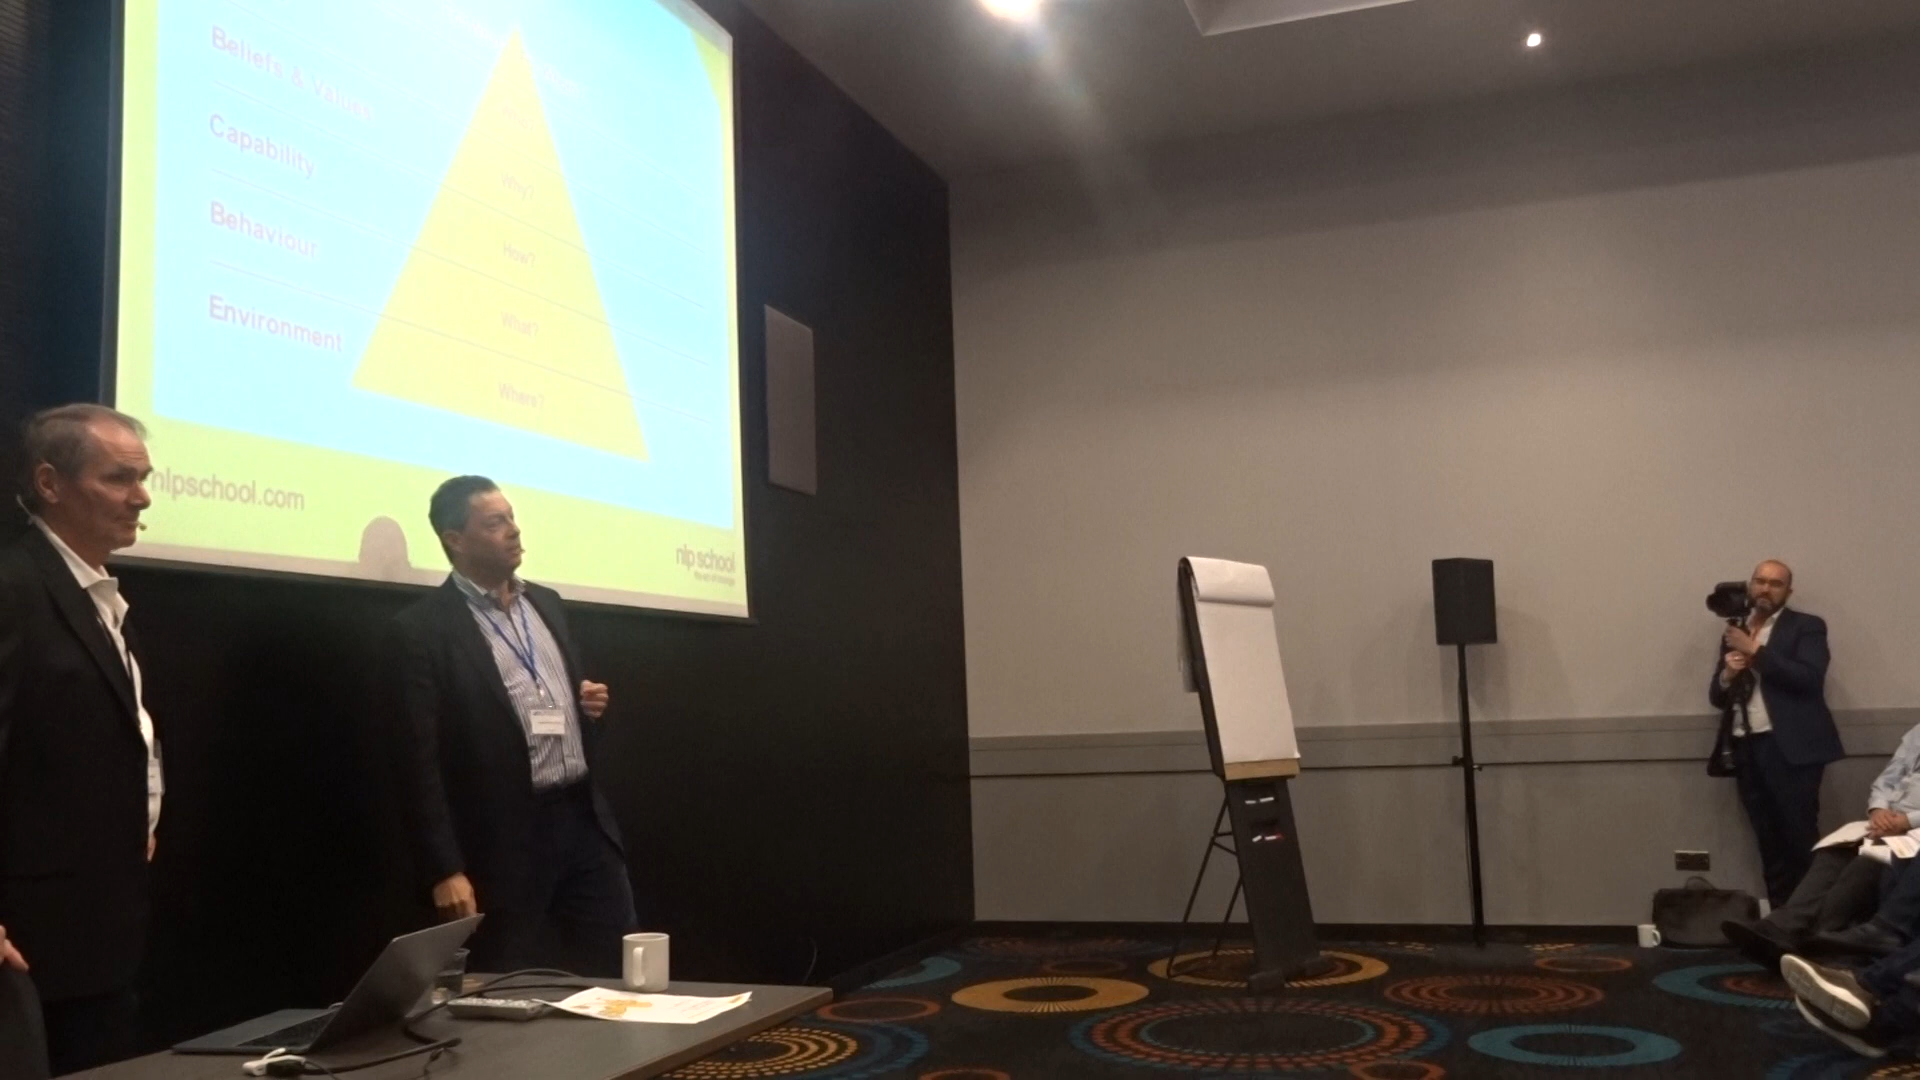 Beliefs & Values
Capability
Behaviour
Environment
Why?
How?
What?
Where?
nlpschool.com
nlp school